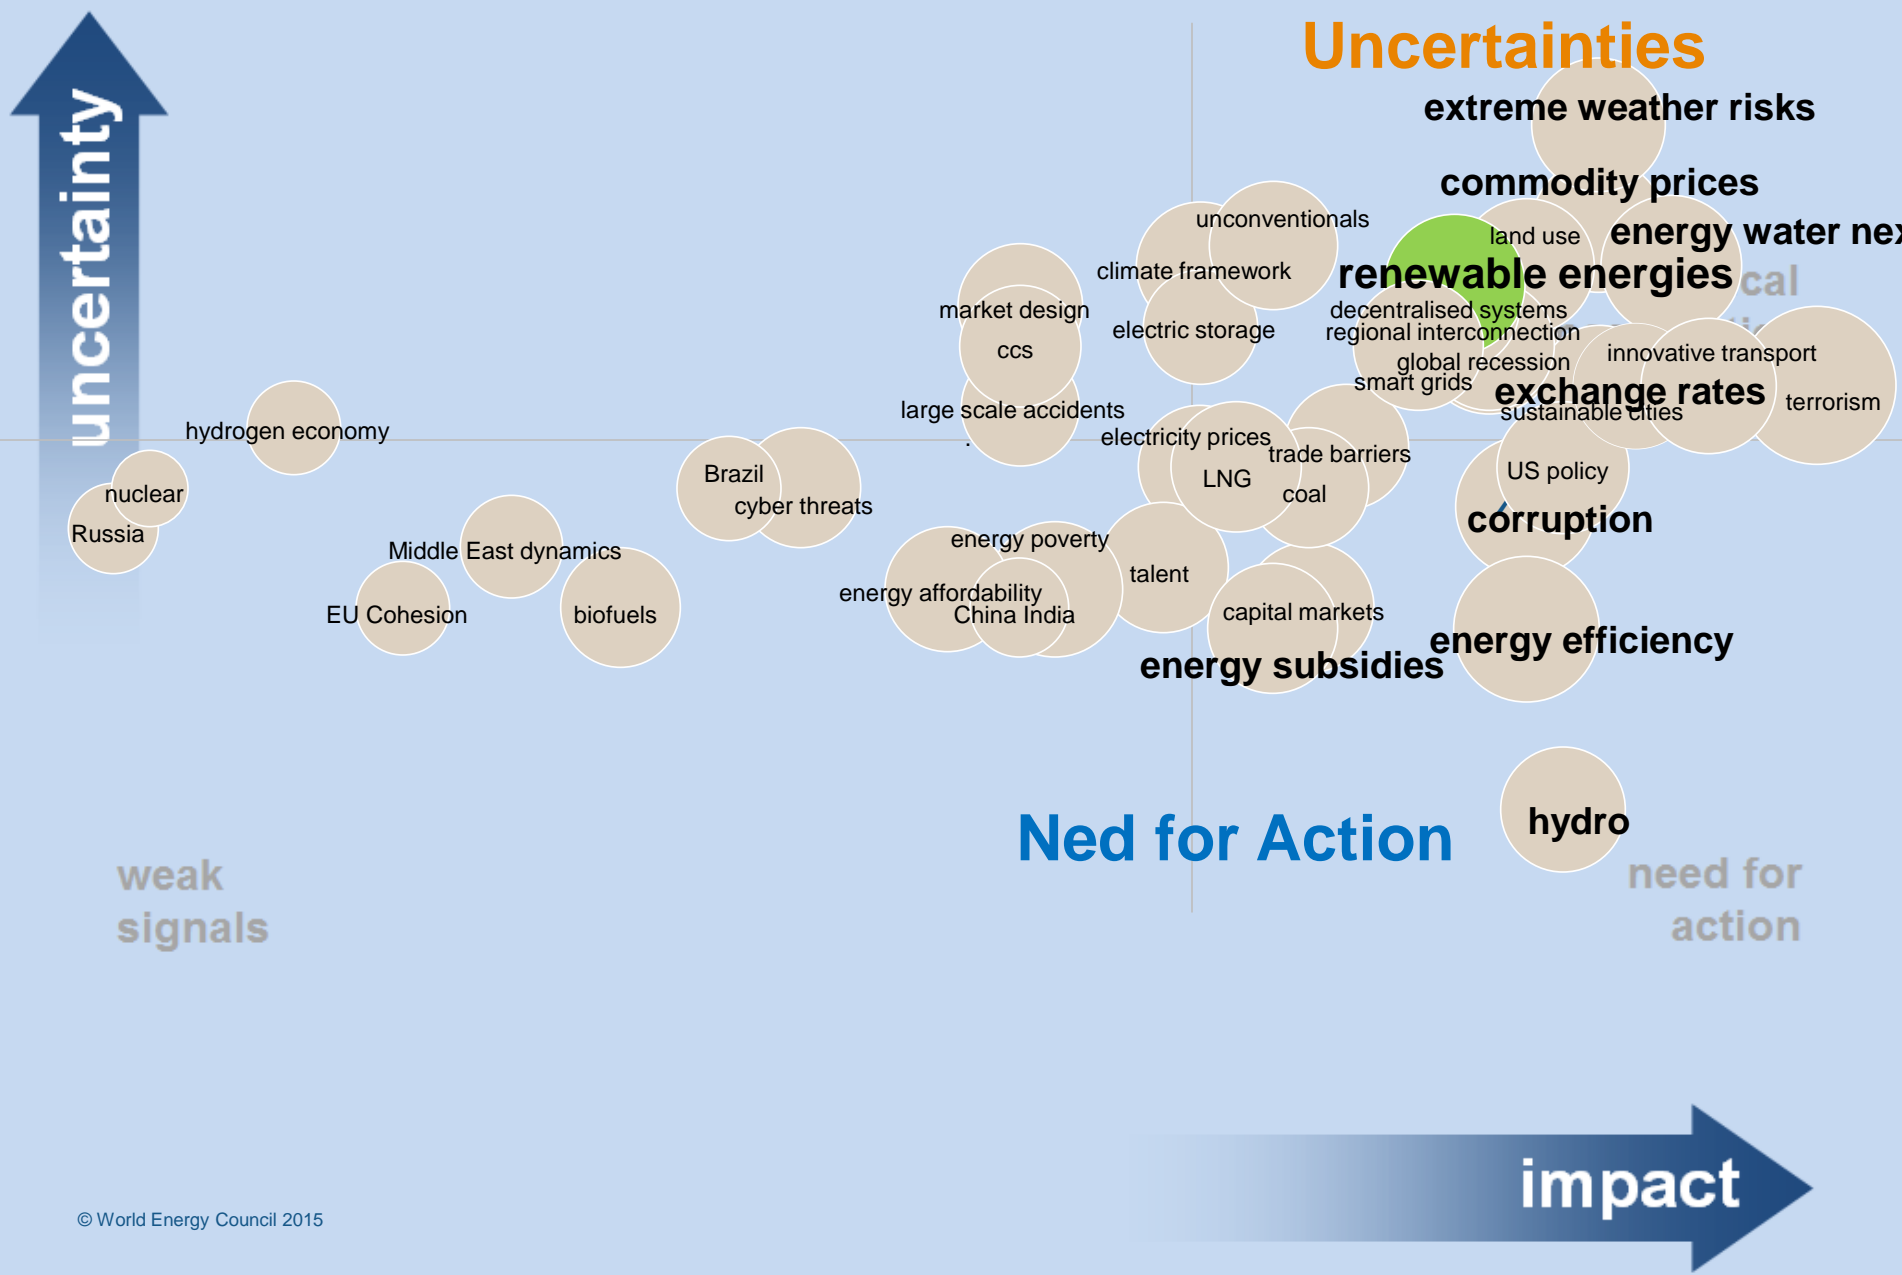 Uncertainties
extreme weather risks
uncertainty
commodity prices
unconventionals
land use
energy water nex
climate framework
renewable energies
cal
market design
decentralised systems
electric storage
regional interconnection
ccs
global recession
innovative transport
smart grids
exchange rates
terrorism
large scale accidents
sustainable cities
hydrogen economy
.
electricity prices
trade barriers
Brazil
LNG
US policy
nuclear
coal
cyber threats
corruption
Russia
energy poverty
Middle East dynamics
talent
energy affordability
EU Cohesion
biofuels
China India
capital markets
energy efficiency
energy subsidies
hydro
Ned for Action
weak
signals
need for
action
impact
© World Energy Council 2015